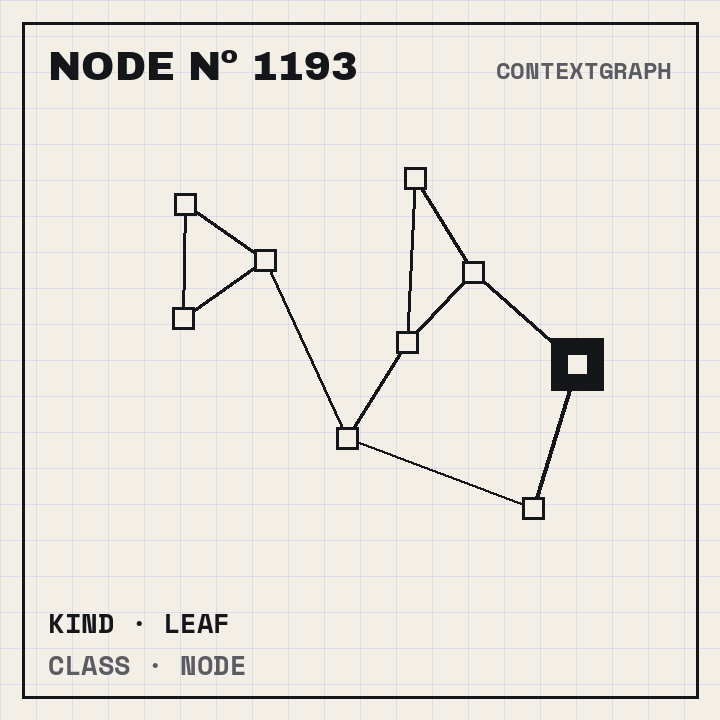 NODE Nº 1193
CONTEXTGRAPH
KIND · LEAF
CLASS · NODE